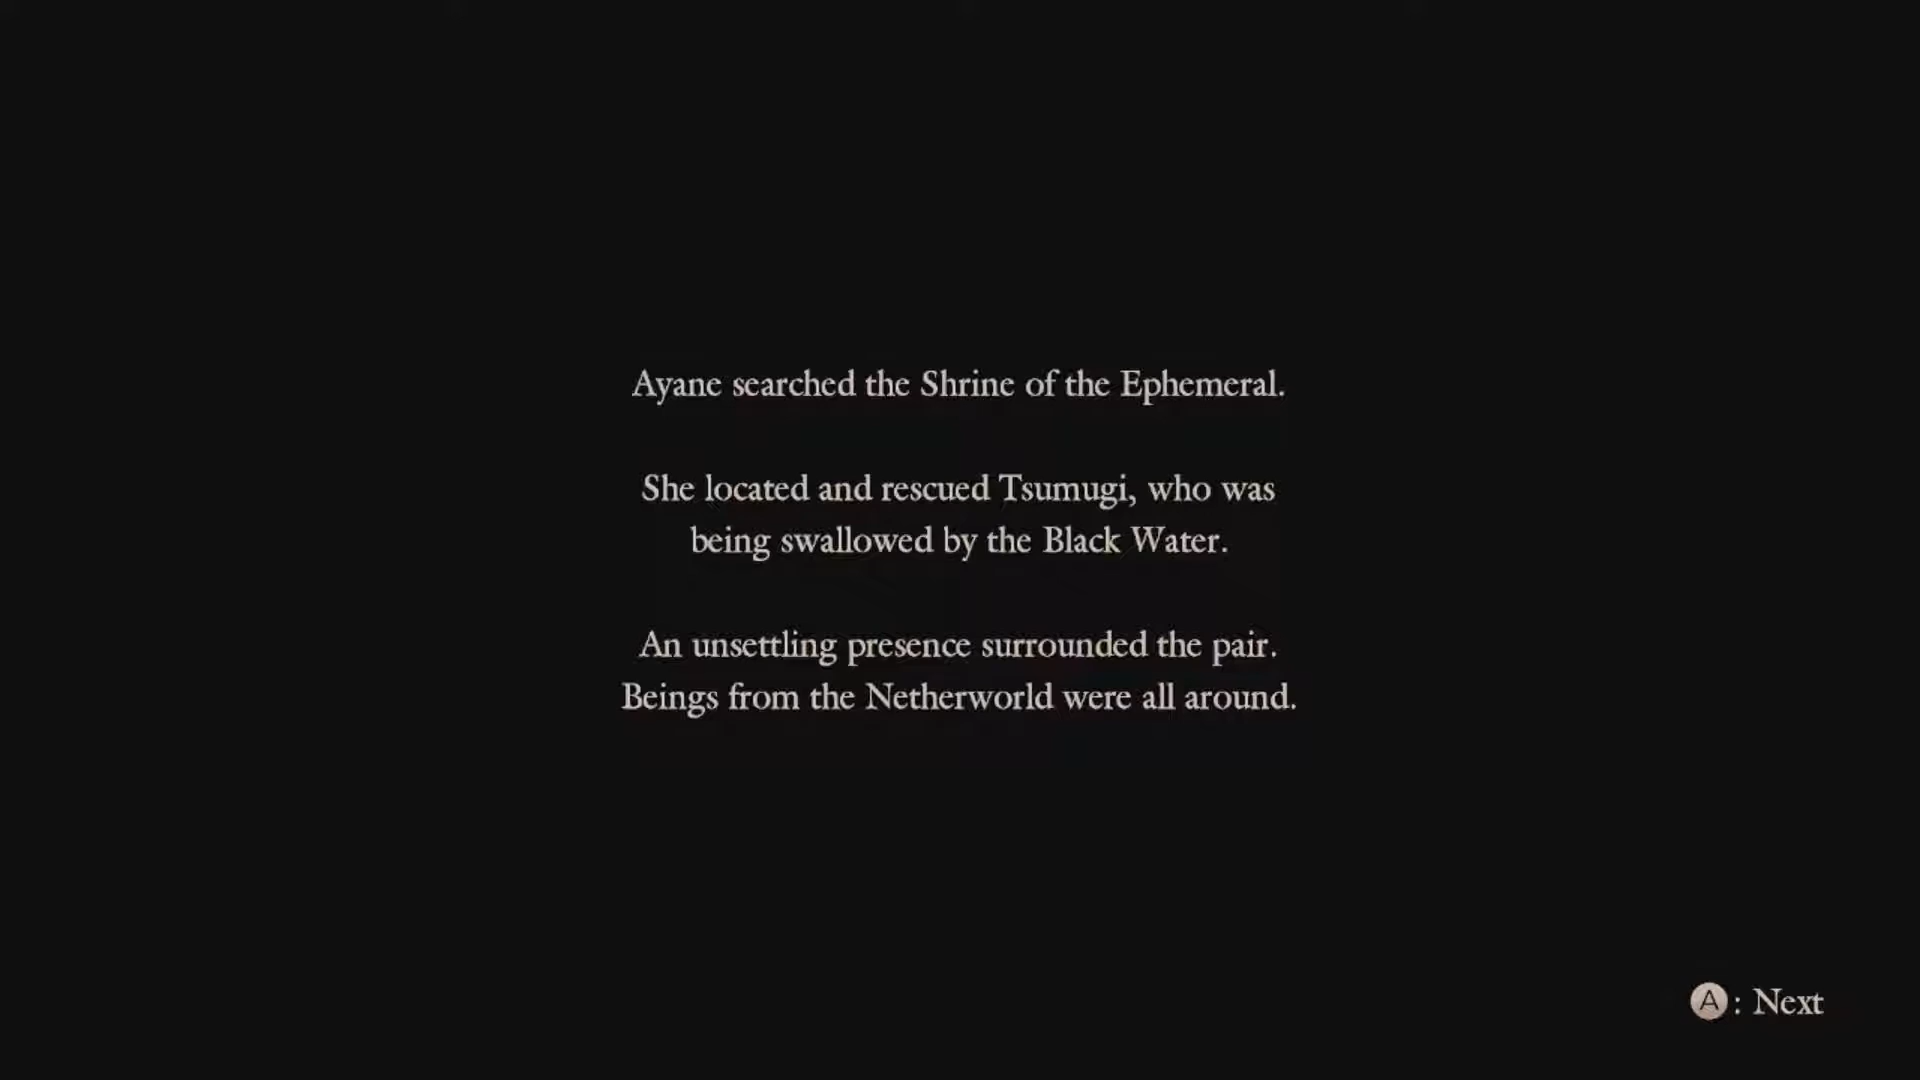 Ayane searched the Shrine of the Ephemeral.
She located and rescued Tsumugi, who was
being swallowed by the Black Water.
An unsettling presence surrounded the pair.
Beings from the Netherworld were all around.
A : Next